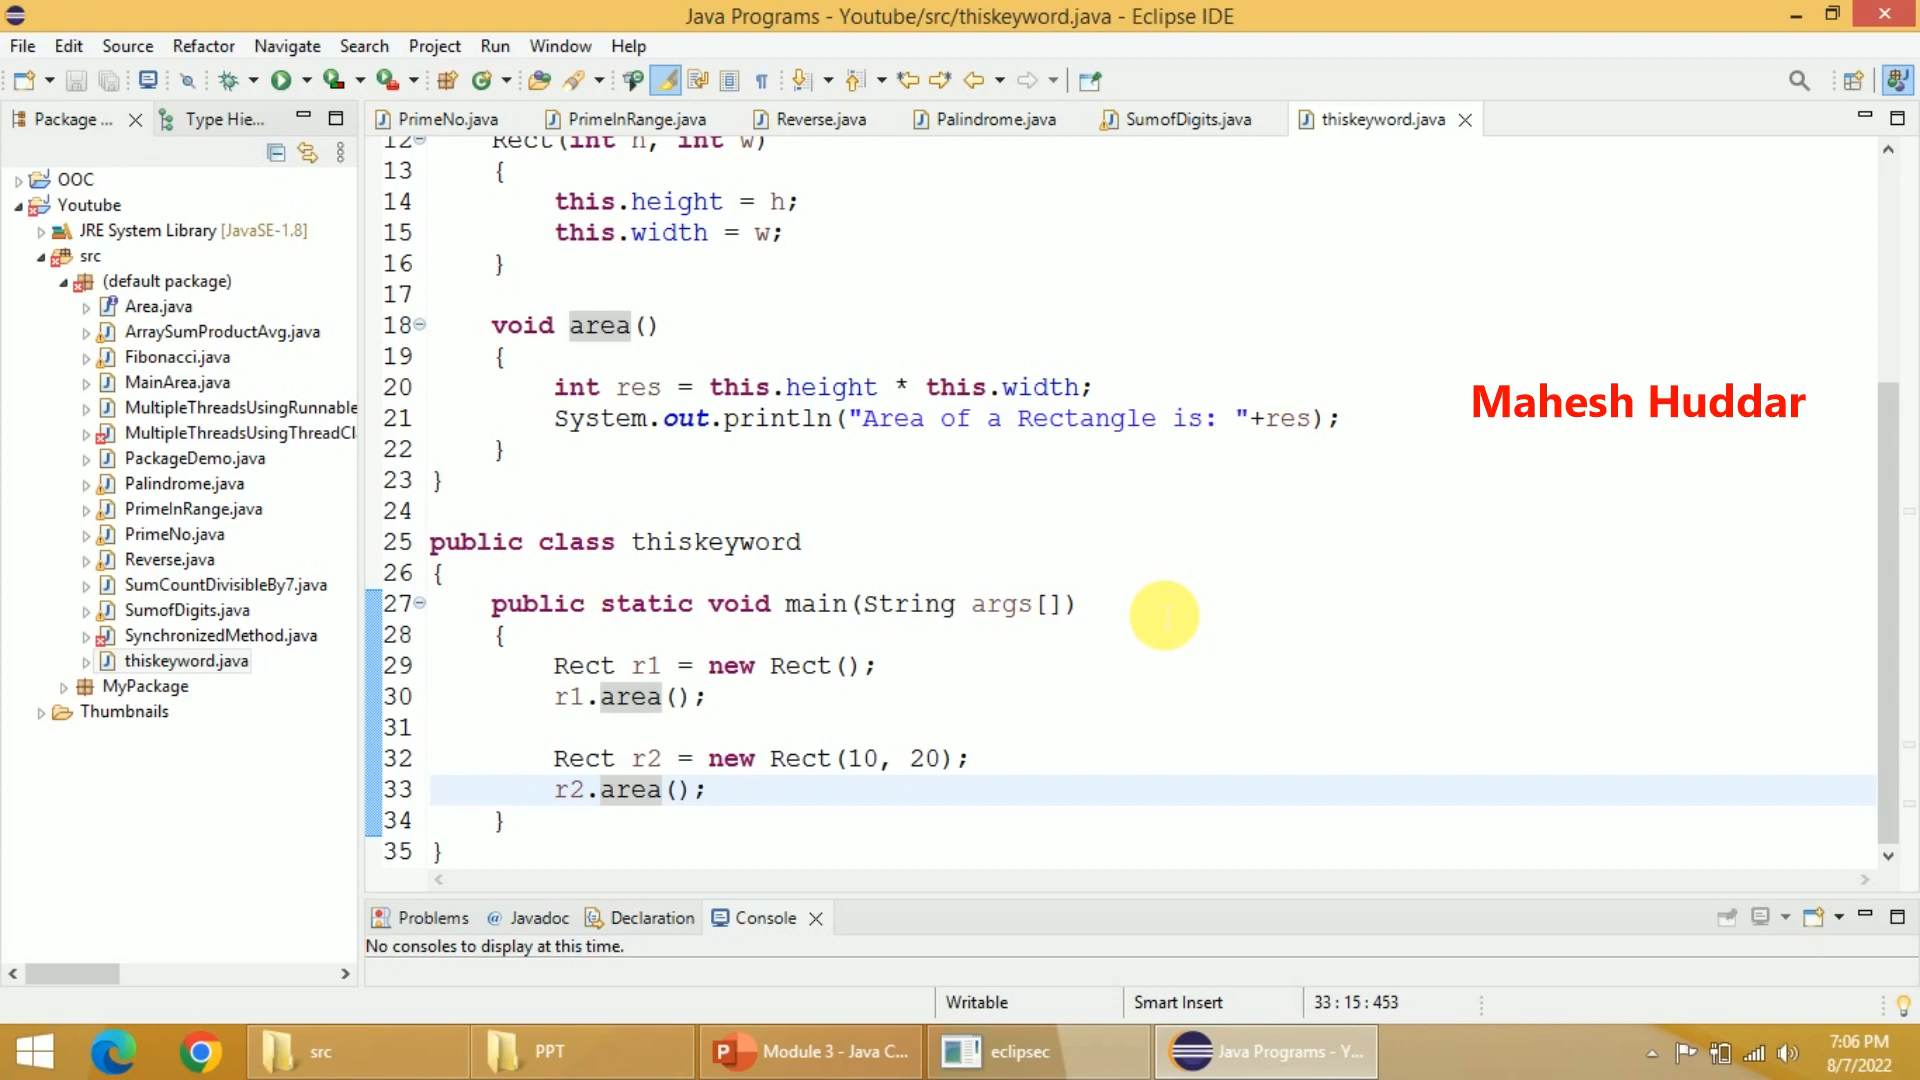 Java Programs - Youtube/src/thiskeyword.java - Eclipse IDE
File Edit Source Refactor Navigate Search Project Run Window Help
Package ... Type Hie...
PrimeNo.java PrimeInRange.java Reverse.java Palindrome.java SumofDigits.java thiskeyword.java
OOC
Youtube
JRE System Library [JavaSE-1.8]
src
(default package)
Area.java
ArraySumProductAvg.java
Fibonacci.java
MainArea.java
MultipleThreadsUsingRunnable
MultipleThreadsUsingThreadCl
PackageDemo.java
Palindrome.java
PrimeInRange.java
PrimeNo.java
Reverse.java
SumCountDivisibleBy7.java
SumofDigits.java
SynchronizedMethod.java
thiskeyword.java
MyPackage
Thumbnails
12 Rect(int h, int w)
13 {
14 this.height = h;
15 this.width = w;
16 }
17
18 void area()
19 {
20 int res = this.height * this.width;
21 System.out.println("Area of a Rectangle is: "+res);
22 }
23 }
24
25 public class thiskeyword
26 {
27 public static void main(String args[])
28 {
29 Rect r1 = new Rect();
30 r1.area();
31
32 Rect r2 = new Rect(10, 20);
33 r2.area();
34 }
35 }
Mahesh Huddar
Problems Javadoc Declaration Console
No consoles to display at this time.
Writable Smart Insert 33 : 15 : 453
src PPT Module 3 - Java C... eclipsec Java Programs - Y...
7:06 PM
8/7/2022